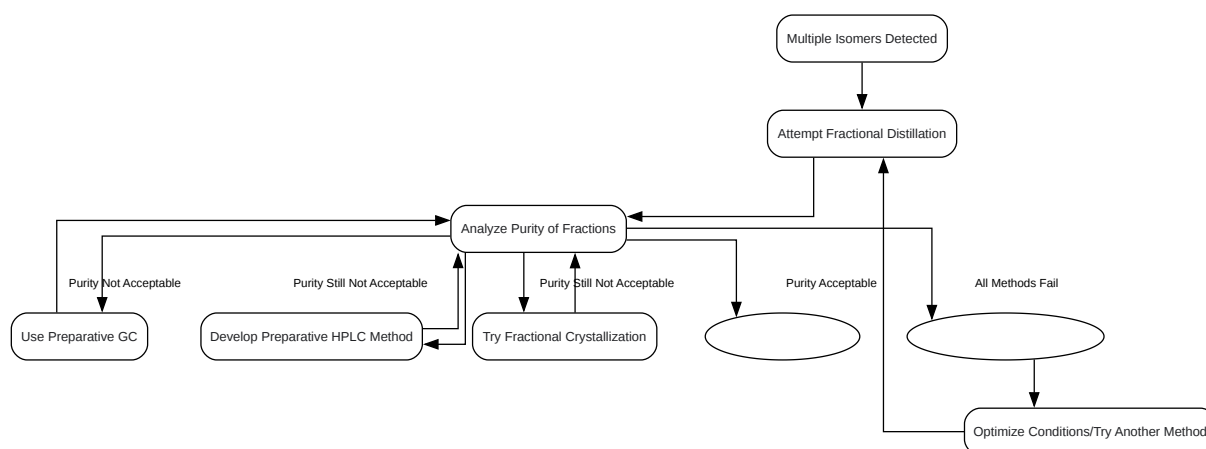 Multiple Isomers Detected
Attempt Fractional Distillation
Analyze Purity of Fractions
Purity Not Acceptable
Purity Still Not Acceptable
Purity Still Not Acceptable
Purity Acceptable
All Methods Fail
Use Preparative GC
Develop Preparative HPLC Method
Try Fractional Crystallization
Optimize Conditions/Try Another Method